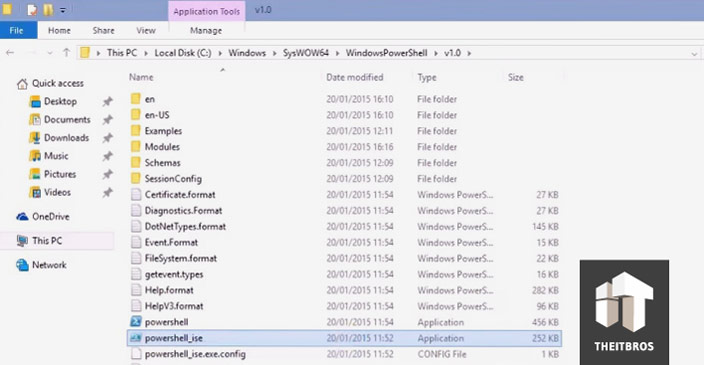 Application Tools v1.0
File Home Share View Manage
This PC Local Disk (C:) Windows SysWOW64 WindowsPowerShell v1.0
Name Date modified Type Size
Quick access
Desktop
Documents
Downloads
Music
Pictures
Videos
OneDrive
This PC
Network
en 20/01/2015 16:10 File folder
en-US 20/01/2015 16:10 File folder
Examples 20/01/2015 12:11 File folder
Modules 20/01/2015 16:16 File folder
Schemas 20/01/2015 12:09 File folder
SessionConfig 20/01/2015 12:09 File folder
Certificate.format 20/01/2015 11:54 Windows PowerS... 27 KB
Diagnostics.Format 20/01/2015 11:54 Windows PowerS... 27 KB
DotNetTypes.format 20/01/2015 11:54 Windows PowerS... 145 KB
Event.Format 20/01/2015 11:54 Windows PowerS... 15 KB
FileSystem.format 20/01/2015 11:54 Windows PowerS... 22 KB
getevent.types 20/01/2015 11:54 Windows PowerS... 16 KB
Help.format 20/01/2015 11:54 Windows PowerS... 282 KB
HelpV3.format 20/01/2015 11:54 Windows PowerS... 96 KB
powershell 20/01/2015 11:54 Application 456 KB
powershell_ise 20/01/2015 11:52 Application 252 KB
powershell_ise.exe.config 20/01/2015 11:52 CONFIG File 1 KB
THEITBROS